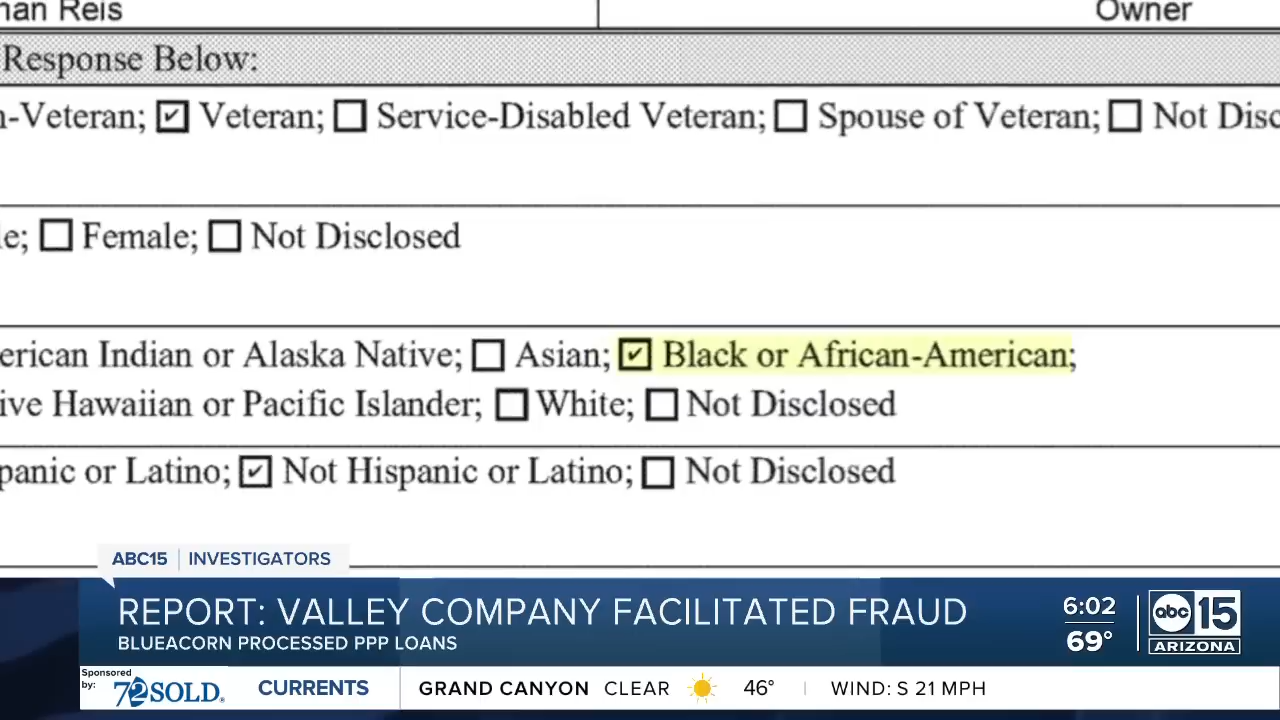 nan Reis
Owner
Response Below:
n-Veteran; ☑ Veteran; ☐ Service-Disabled Veteran; ☐ Spouse of Veteran; ☐ Not Disc
le; ☐ Female; ☐ Not Disclosed
erican Indian or Alaska Native; ☐ Asian; ☑ Black or African-American;
ive Hawaiian or Pacific Islander; ☐ White; ☐ Not Disclosed
panic or Latino; ☑ Not Hispanic or Latino; ☐ Not Disclosed
ABC15 | INVESTIGATORS
REPORT: VALLEY COMPANY FACILITATED FRAUD
BLUEACORN PROCESSED PPP LOANS
6:02
69°
abc 15
ARIZONA
Sponsored
by:
72SOLD.
CURRENTS
GRAND CANYON CLEAR 46° | WIND: S 21 MPH